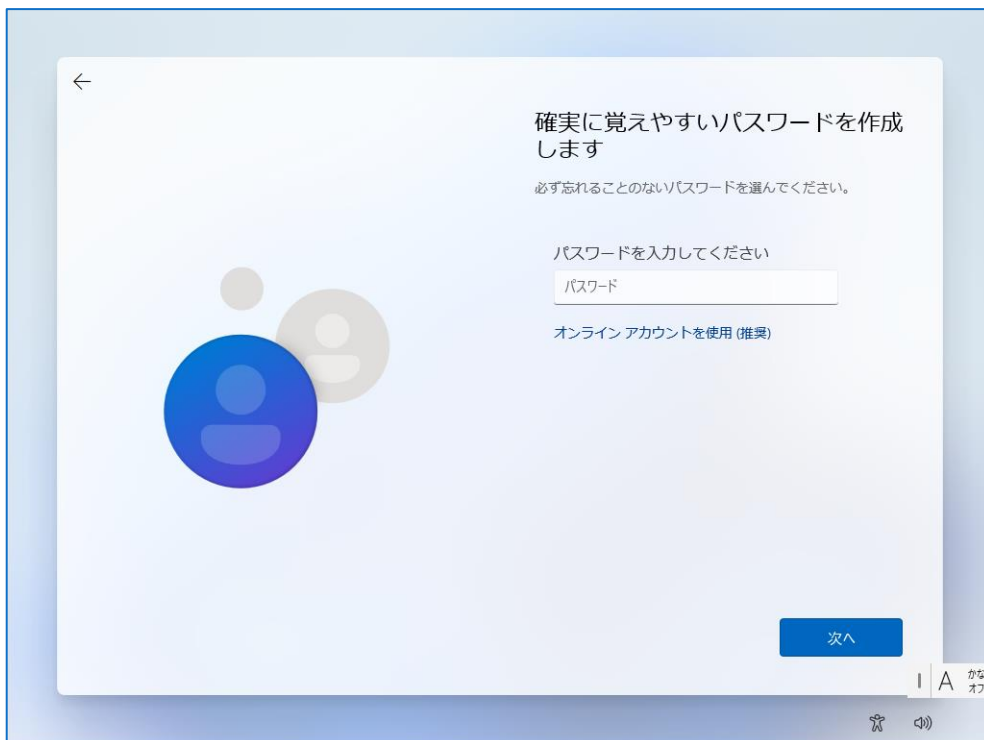 確実に覚えやすいパスワードを作成
します
必ず忘れることのないパスワードを選んでください。
パスワードを入力してください
パスワード
オンライン アカウントを使用 (推奨)
次へ
A
かな
オフ